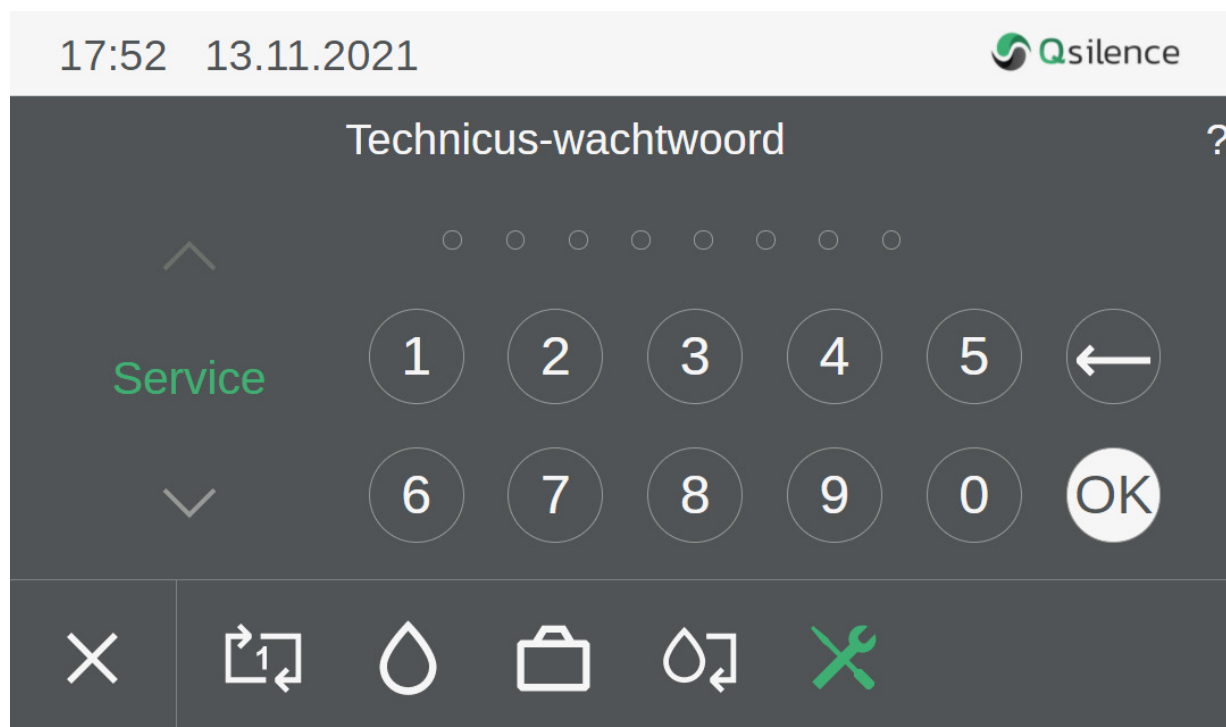 17:52 13.11.2021 Qsilence
Technicus-wachtwoord ?
1 2 3 4 5
Service
6 7 8 9 0 OK
1